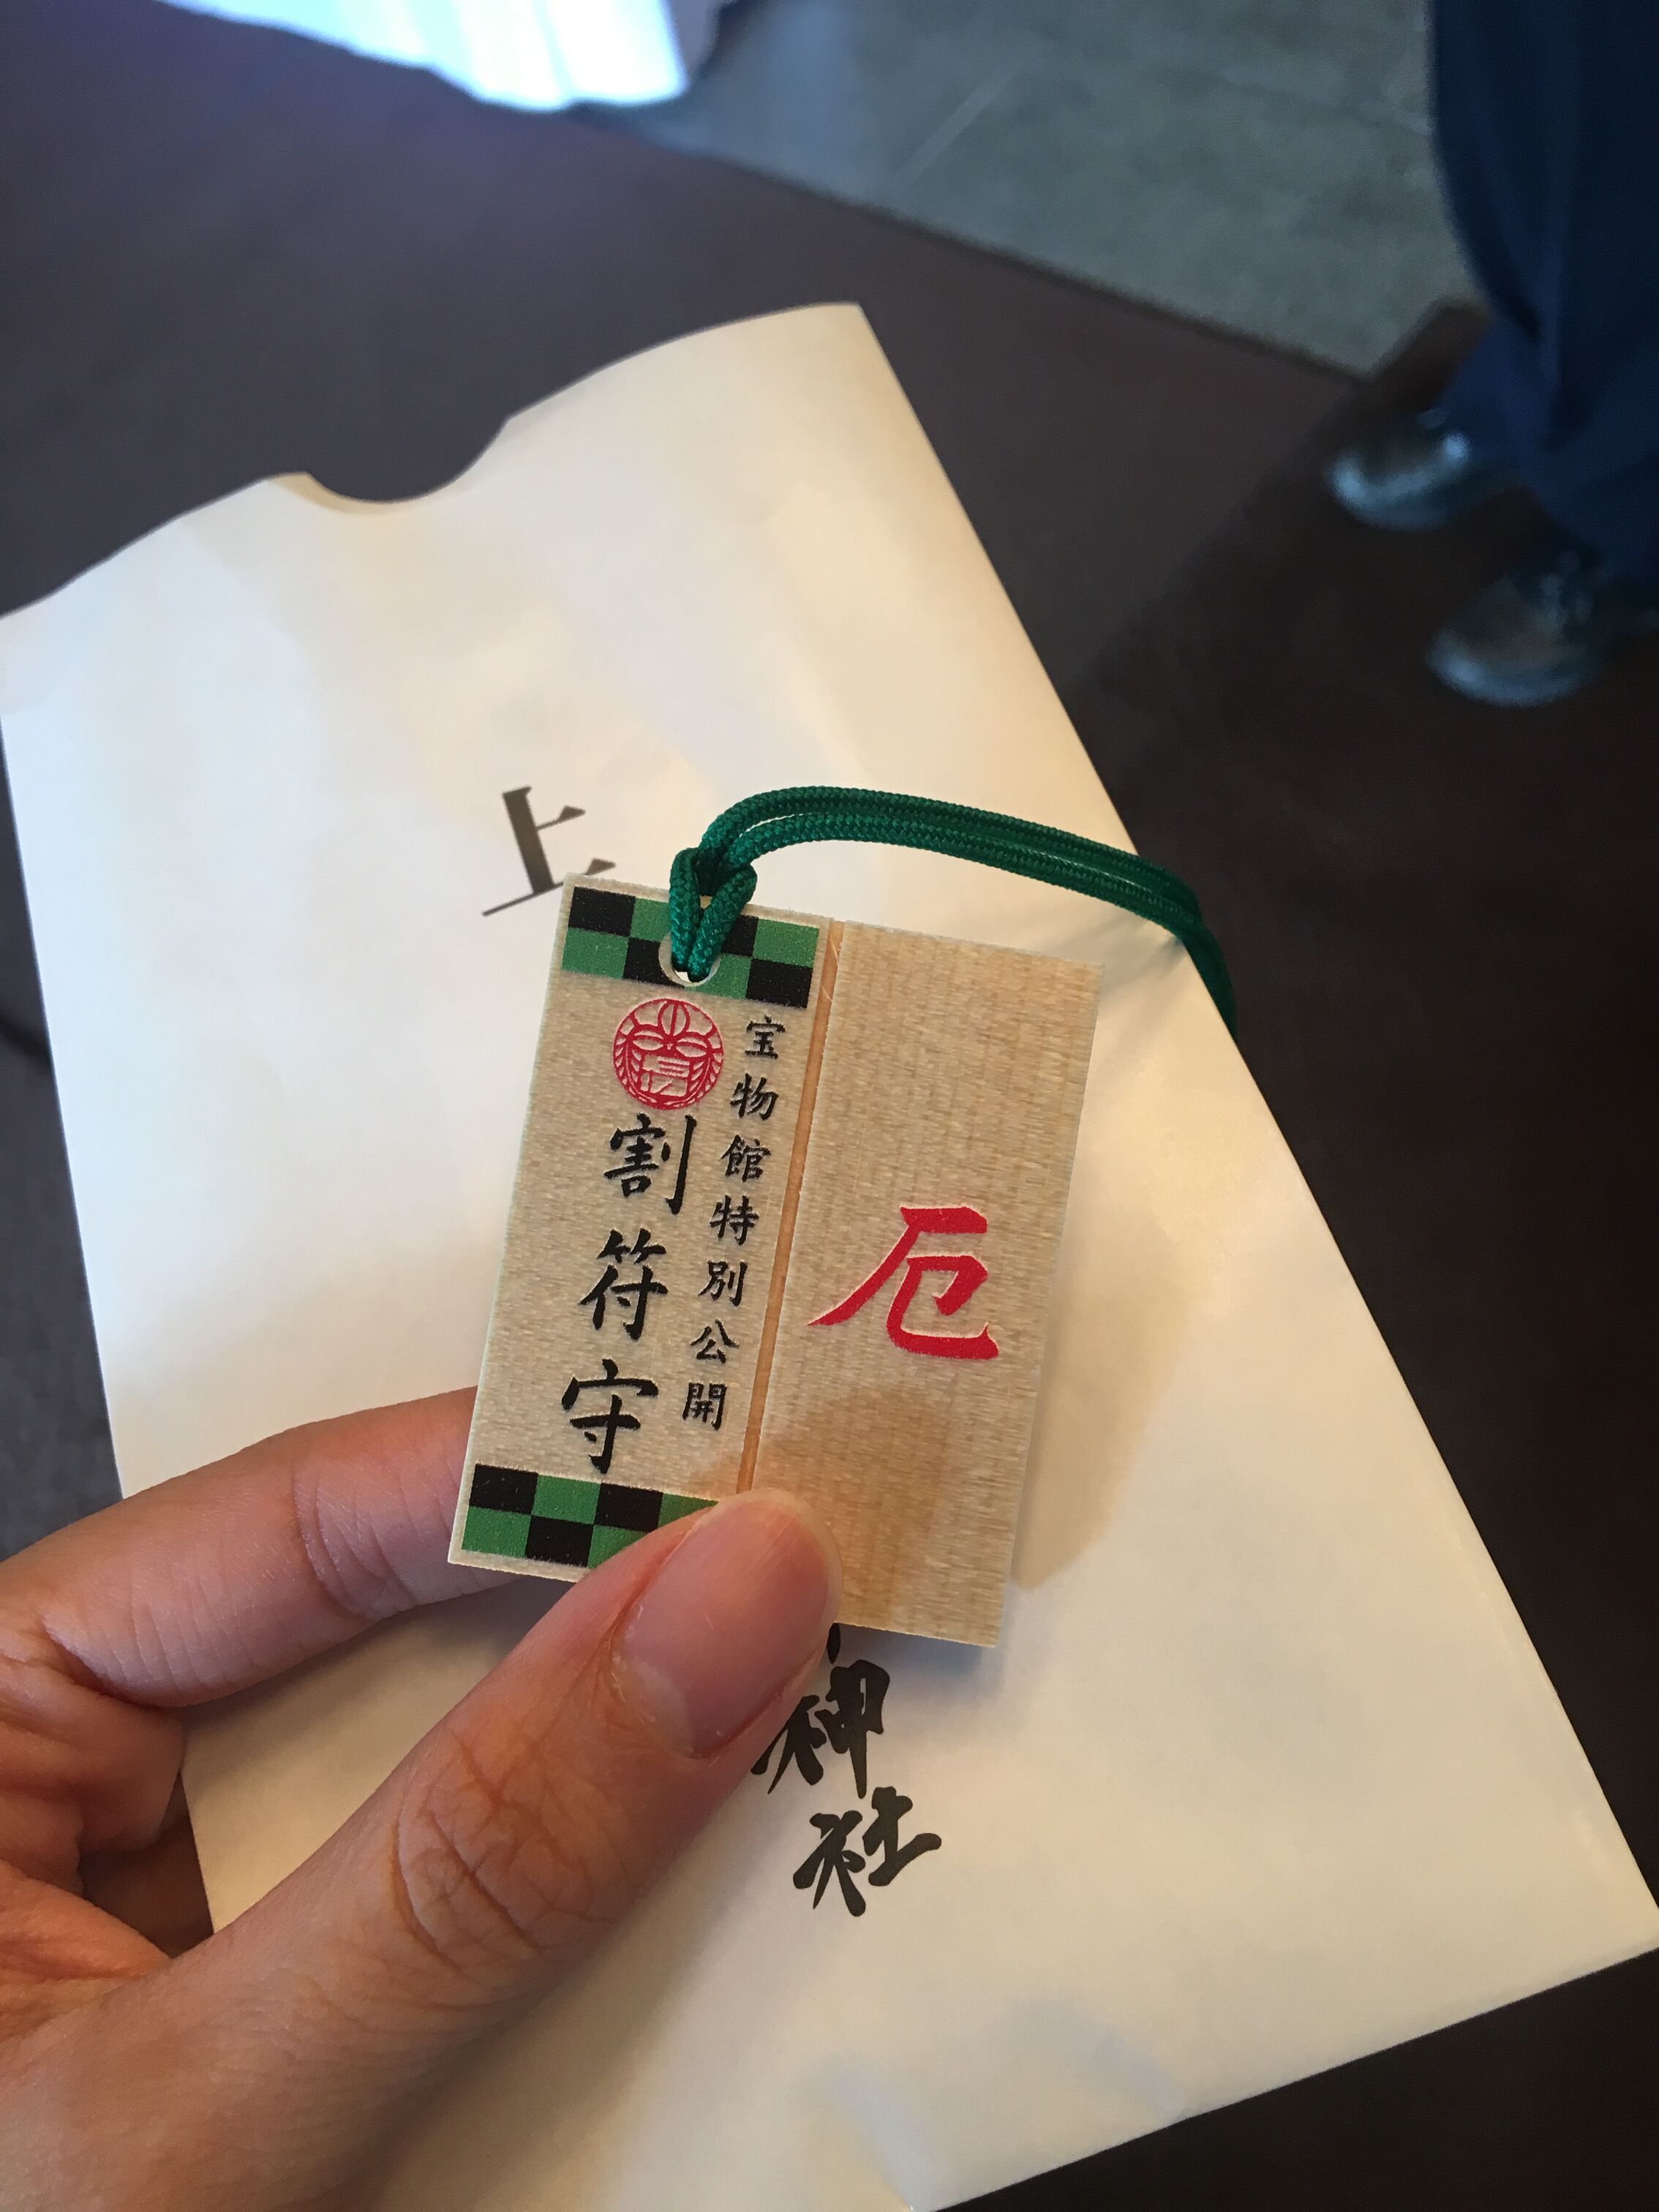 上
宝物館特別公開
割符守
厄
神社